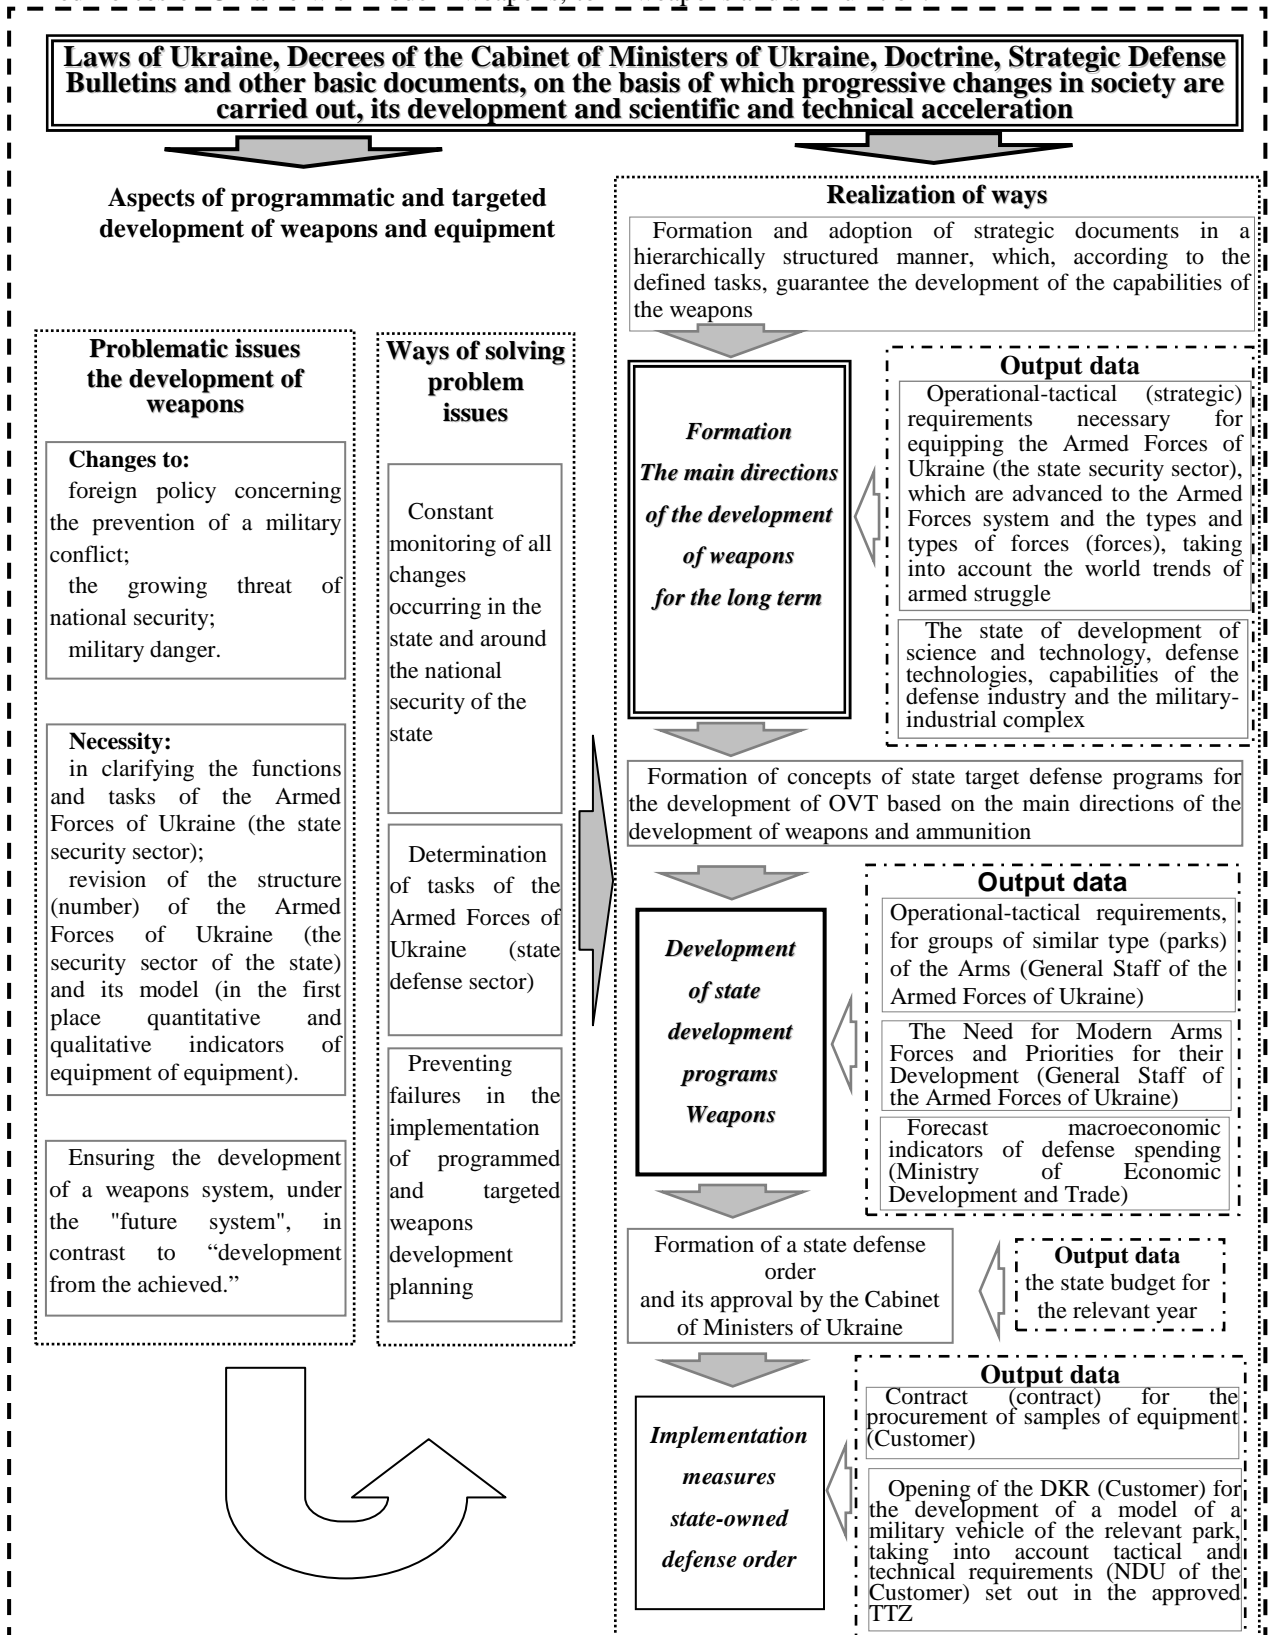 Laws of Ukraine, Decrees of the Cabinet of Ministers of Ukraine, Doctrine, Strategic Defense
Bulletins and other basic documents, on the basis of which progressive changes in society are
carried out, its development and scientific and technical acceleration
Aspects of programmatic and targeted
development of weapons and equipment
Problematic issues
the development of
weapons
Changes to:
foreign policy concerning
the prevention of a military
conflict;
the growing threat of
national security;
military danger.
Necessity:
in clarifying the functions
and tasks of the Armed
Forces of Ukraine (the state
security sector);
revision of the structure
(number) of the Armed
Forces of Ukraine (the
security sector of the state)
and its model (in the first
place quantitative and
qualitative indicators of
equipment of equipment).
Ensuring the development
of a weapons system, under
the "future system", in
contrast to “development
from the achieved.”
Ways of solving
problem
issues
Constant
monitoring of all
changes
occurring in the
state and around
the national
security of the
state
Determination
of tasks of the
Armed Forces of
Ukraine (state
defense sector)
Preventing
failures in the
implementation
of programmed
and targeted
weapons
development
planning
Realization of ways
Formation and adoption of strategic documents in a
hierarchically structured manner, which, according to the
defined tasks, guarantee the development of the capabilities of
the weapons
Formation
The main directions
of the development
of weapons
for the long term
Output data
Operational-tactical (strategic)
requirements necessary for
equipping the Armed Forces of
Ukraine (the state security sector),
which are advanced to the Armed
Forces system and the types and
types of forces (forces), taking
into account the world trends of
armed struggle
The state of development of
science and technology, defense
technologies, capabilities of the
defense industry and the military-
industrial complex
Formation of concepts of state target defense programs for
the development of OVT based on the main directions of the
development of weapons and ammunition
Development
of state
development
programs
Weapons
Output data
Operational-tactical requirements,
for groups of similar type (parks)
of the Arms (General Staff of the
Armed Forces of Ukraine)
The Need for Modern Arms
Forces and Priorities for their
Development (General Staff of
the Armed Forces of Ukraine)
Forecast macroeconomic
indicators of defense spending
(Ministry of Economic
Development and Trade)
Formation of a state defense
order
and its approval by the Cabinet
of Ministers of Ukraine
Output data
the state budget for
the relevant year
Implementation
measures
state-owned
defense order
Output data
Contract (contract) for the
procurement of samples of equipment
(Customer)
Opening of the DKR (Customer) for
the development of a model of a
military vehicle of the relevant park,
taking into account tactical and
technical requirements (NDU of the
Customer) set out in the approved
TTZ